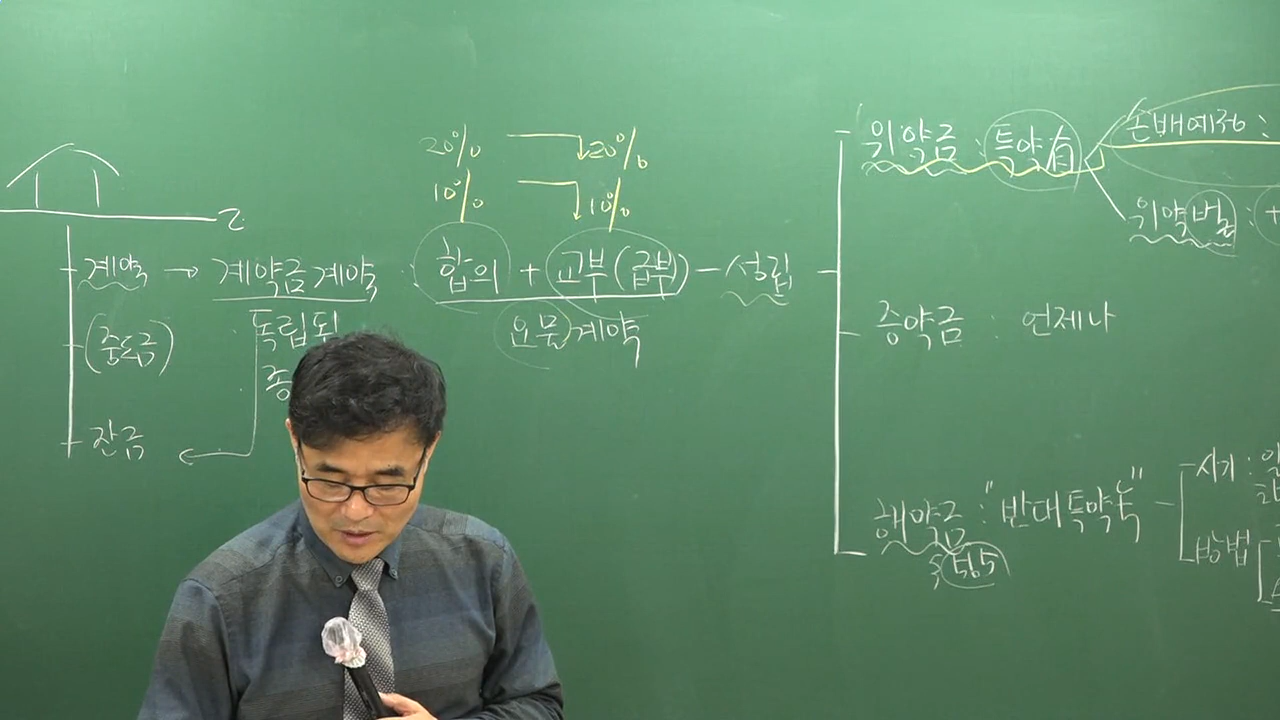 20% 20%
10% 10%
계약 → 계약금계약 : 합의 + 교부(급부) - 성립
요물계약
독립된
종
(중도금)
잔금
위약금 : 특약有
손배예정 :
위약벌 : +
증약금 : 언제나
해약금 : "반대특약X"
565
시기 :
방법